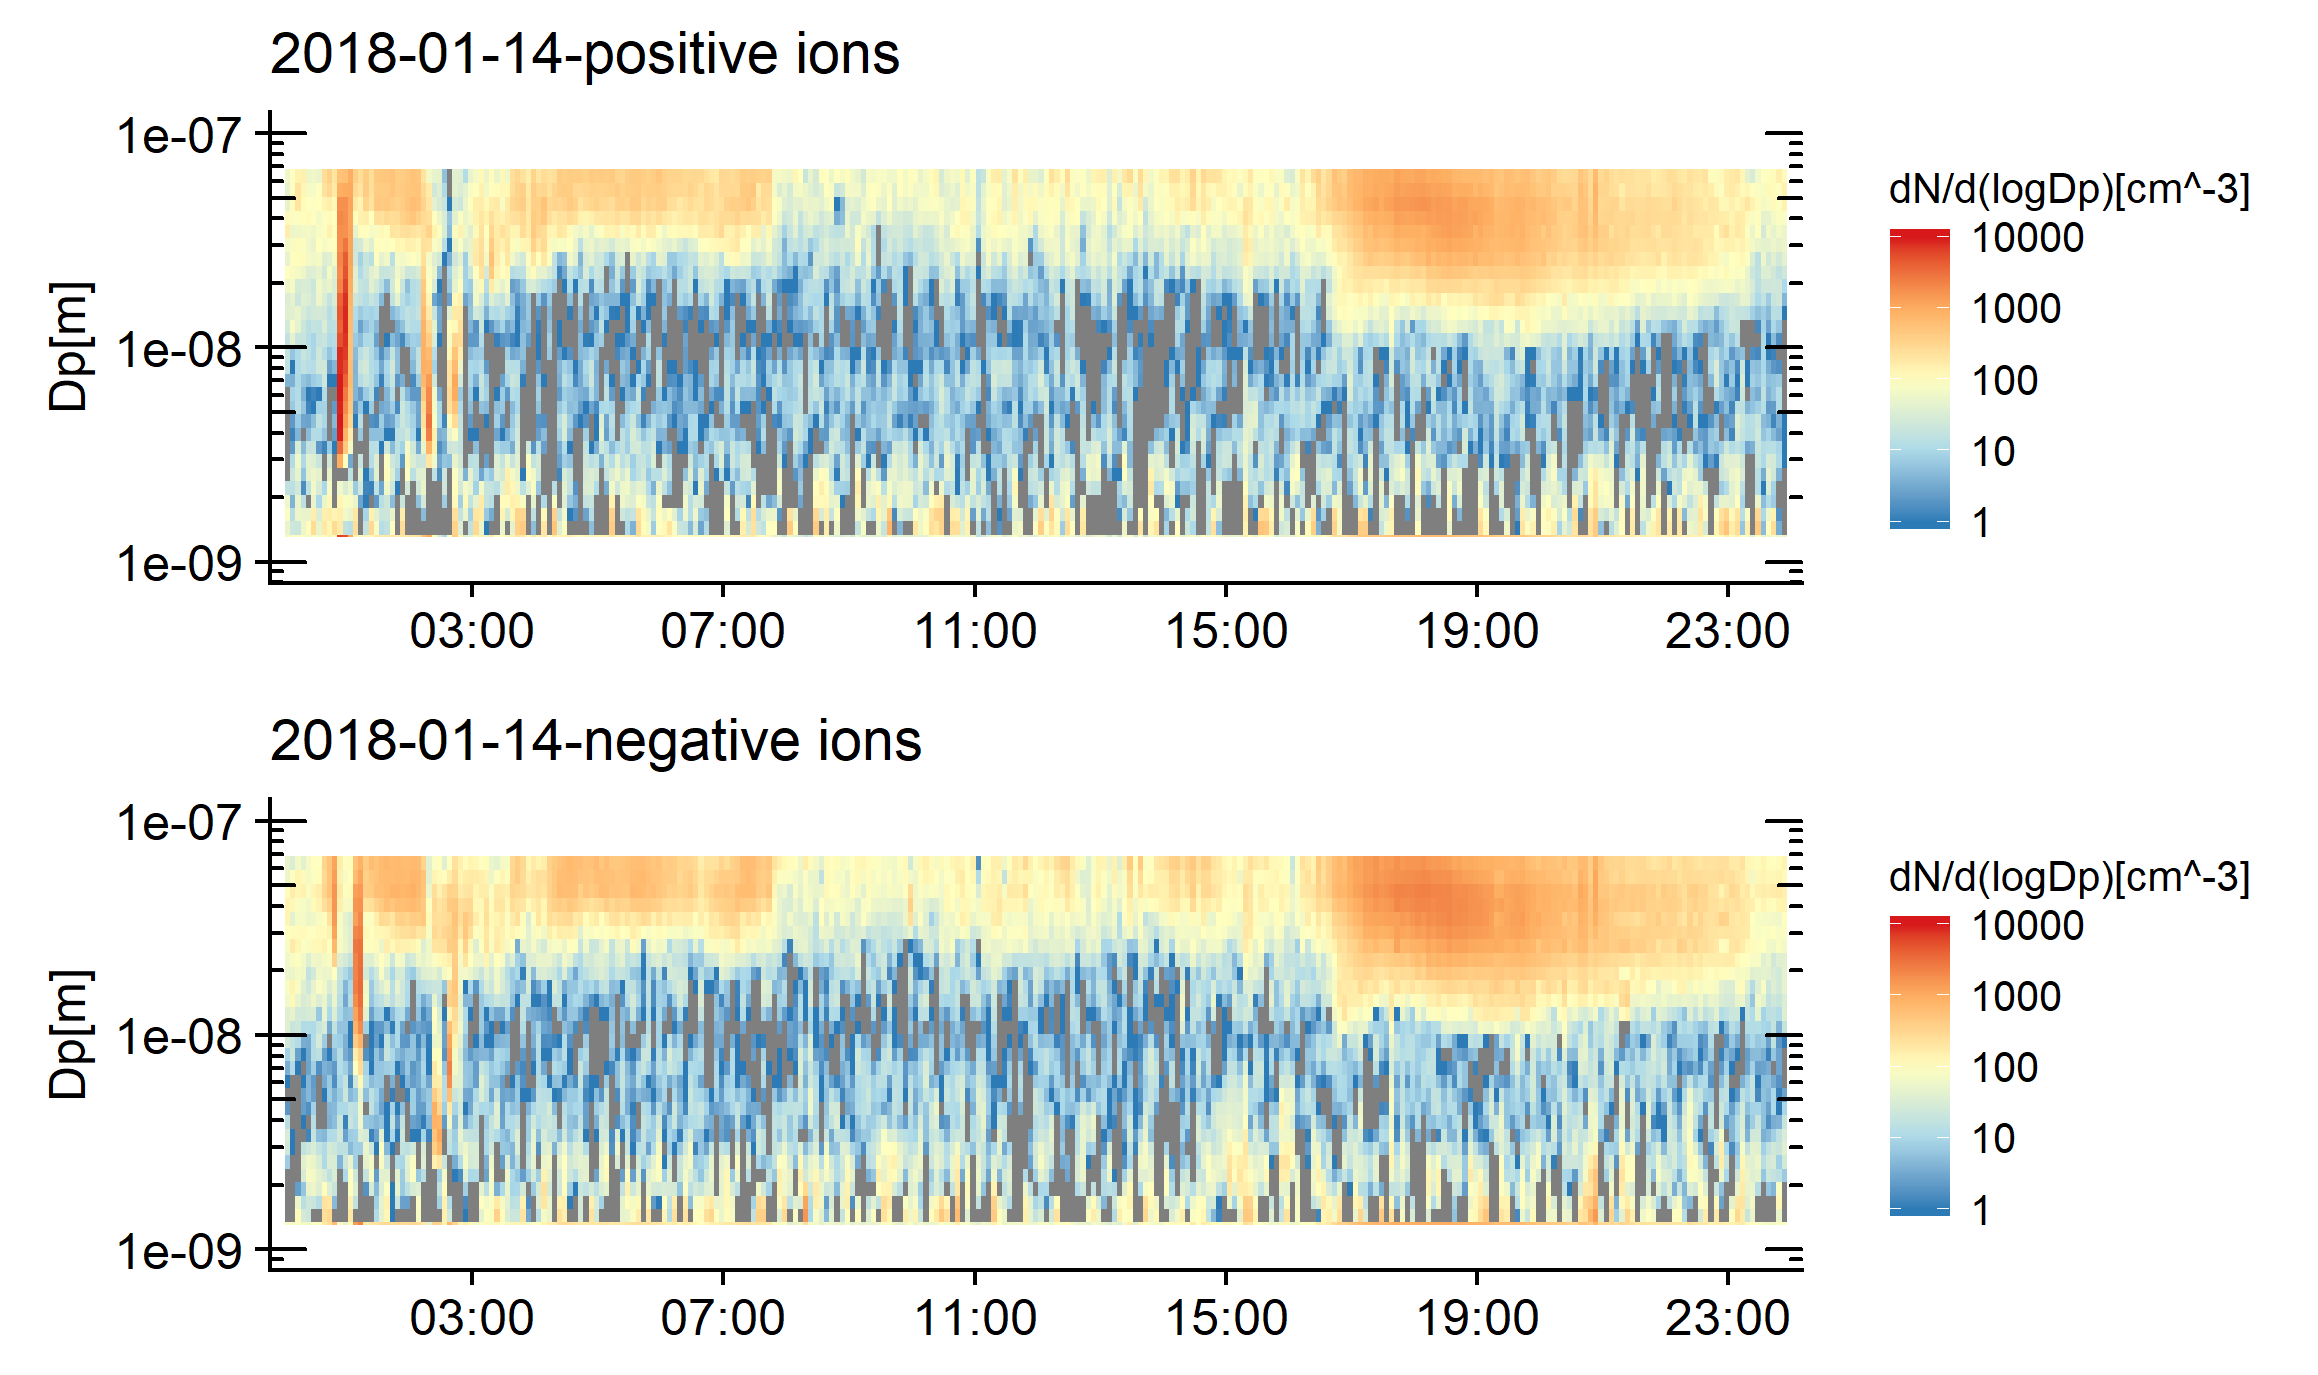 2018-01-14-positive ions
1e-07
1e-08
1e-09
Dp[m]
03:00 07:00 11:00 15:00 19:00 23:00
dN/d(logDp)[cm^-3]
10000
1000
100
10
1
2018-01-14-negative ions
1e-07
1e-08
1e-09
Dp[m]
03:00 07:00 11:00 15:00 19:00 23:00
dN/d(logDp)[cm^-3]
10000
1000
100
10
1